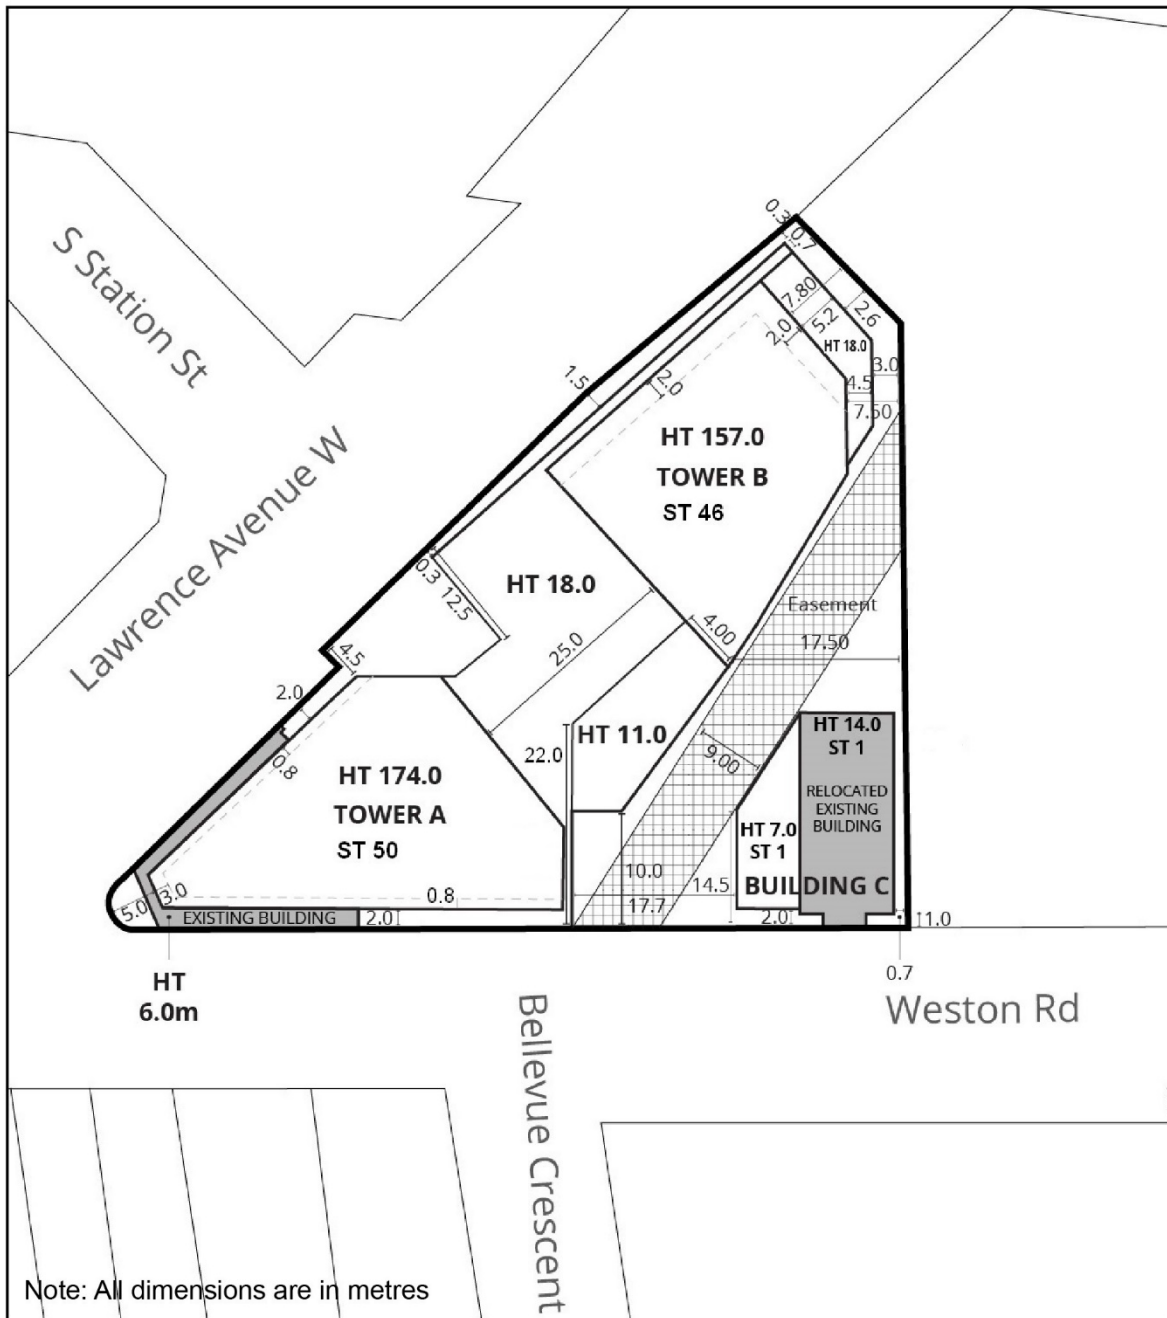 S Station St
Lawrence Avenue W
0.3
0.7
7.80
2.6
5.2
2.0
HT 18.0
3.0
4.5
7.50
1.5
2.0
HT 157.0
TOWER B
ST 46
0.3
12.5
HT 18.0
Easement
4.00
17.50
25.0
4.5
2.0
0.8
HT 174.0
TOWER A
ST 50
22.0
HT 11.0
9.00
HT 14.0
ST 1
RELOCATED
EXISTING
BUILDING
HT 7.0
ST 1
BUILDING C
10.0
14.5
17.7
3.0
5.0
0.8
EXISTING BUILDING
2.0
2.0
1.0
0.7
HT
6.0m
Weston Rd
Bellevue Crescent
Note: All dimensions are in metres